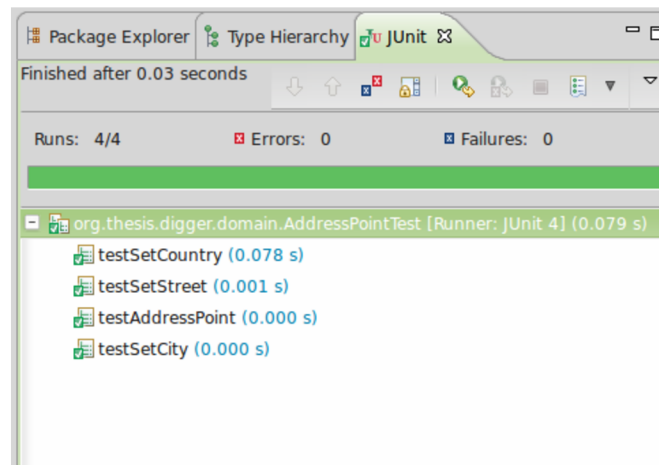 Package Explorer Type Hierarchy JUnit
Finished after 0.03 seconds
Runs: 4/4 Errors: 0 Failures: 0
org.thesis.digger.domain.AddressPointTest [Runner: JUnit 4] (0.079 s)
testSetCountry (0.078 s)
testSetStreet (0.001 s)
testAddressPoint (0.000 s)
testSetCity (0.000 s)